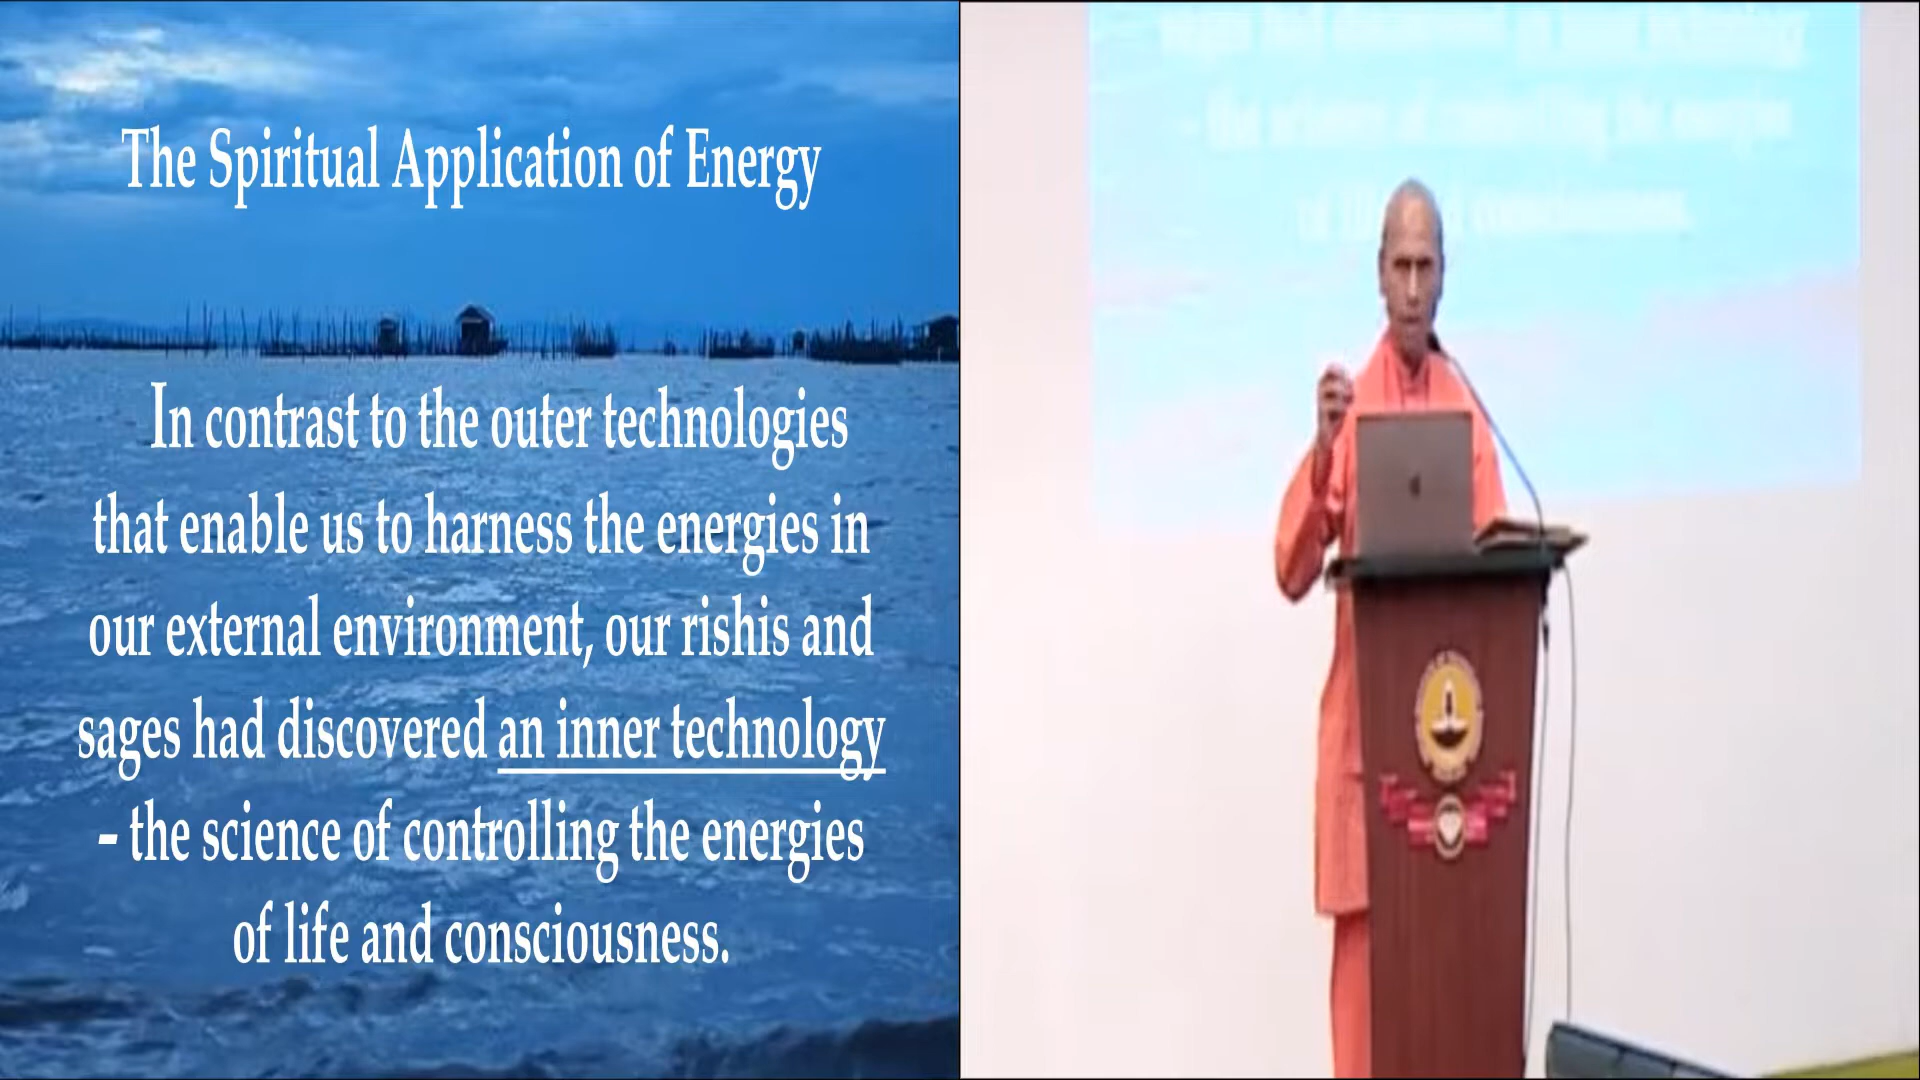 The Spiritual Application of Energy
In contrast to the outer technologies
that enable us to harness the energies in
our external environment, our rishis and
sages had discovered an inner technology
– the science of controlling the energies
of life and consciousness.